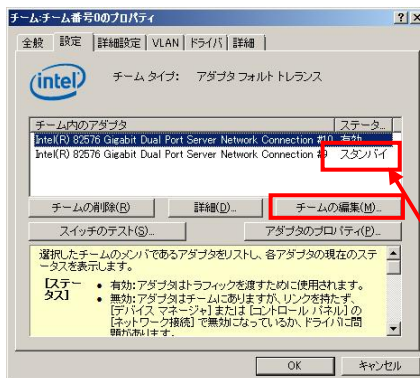 チーム:チーム番号0のプロパティ
全般 設定 詳細設定 VLAN ドライバ 詳細
intel チーム タイプ: アダプタ フォルト トレランス
チーム内のアダプタ ステータ...
Intel(R) 82576 Gigabit Dual Port Server Network Connection #10 有効
Intel(R) 82576 Gigabit Dual Port Server Network Connection #9 スタンバイ
チームの削除(R) 詳細(D)... チームの編集(M)...
スイッチのテスト(S)... アダプタのプロパティ(P)...
選択したチームのメンバであるアダプタをリストし、各アダプタの現在のステ
ータスを表示します。
[ステー
タス]
• 有効: アダプタはトラフィックを渡すために使用されます。
• 無効: アダプタはチームにありますが、リンクを持たず、
[デバイス マネージャ] または [コントロール パネル] の
[ネットワーク接続] で無効になっているか、ドライバに問
題があります。
OK キャンセル